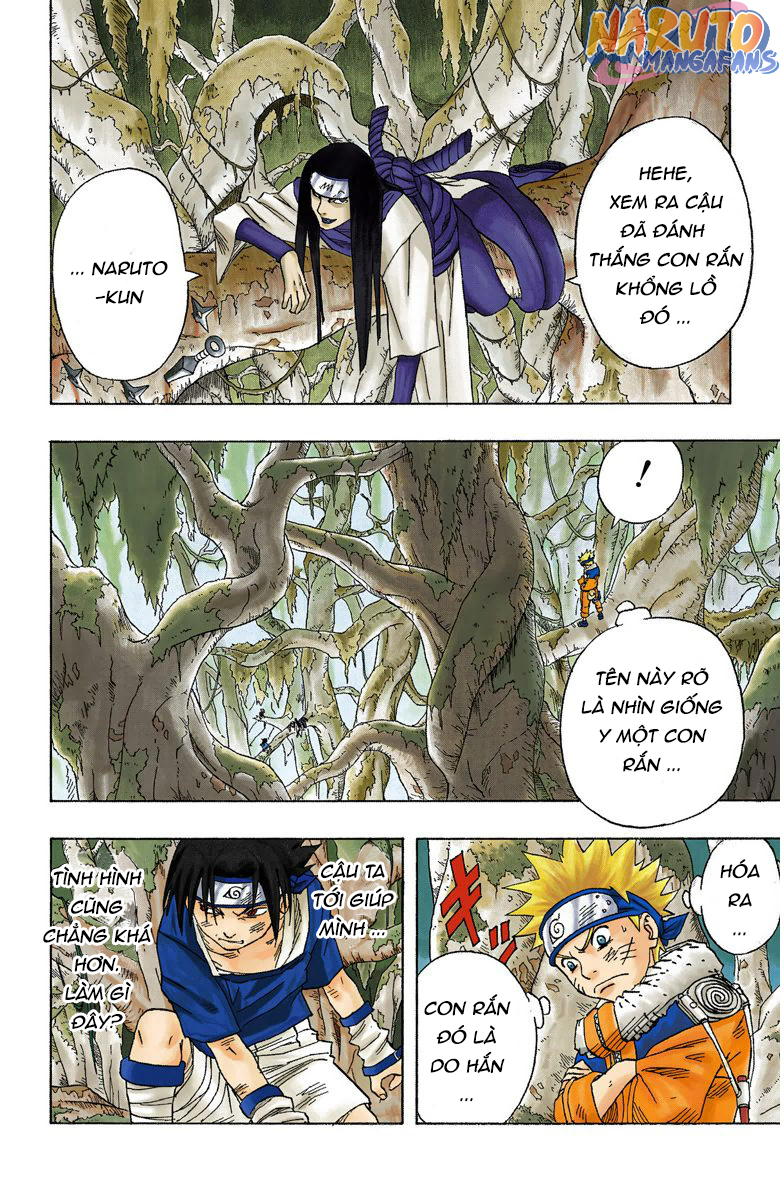 NARUTO
MANGAFANS
HEHE,
XEM RA CẬU
ĐÃ ĐÁNH
THẮNG CON RẮN
KHỔNG LỒ
ĐÓ ...
... NARUTO
-KUN
!
TÊN NÀY RÕ
LÀ NHÌN GIỐNG
Y MỘT CON
RẮN ...
HÓA
RA ...
CON RẮN
ĐÓ LÀ
DO HẮN
...
CẬU TA
TỚI GIÚP
MÌNH ...
TÌNH HÌNH
CŨNG
CHẲNG KHÁ
HƠN.
LÀM GÌ
ĐÂY?